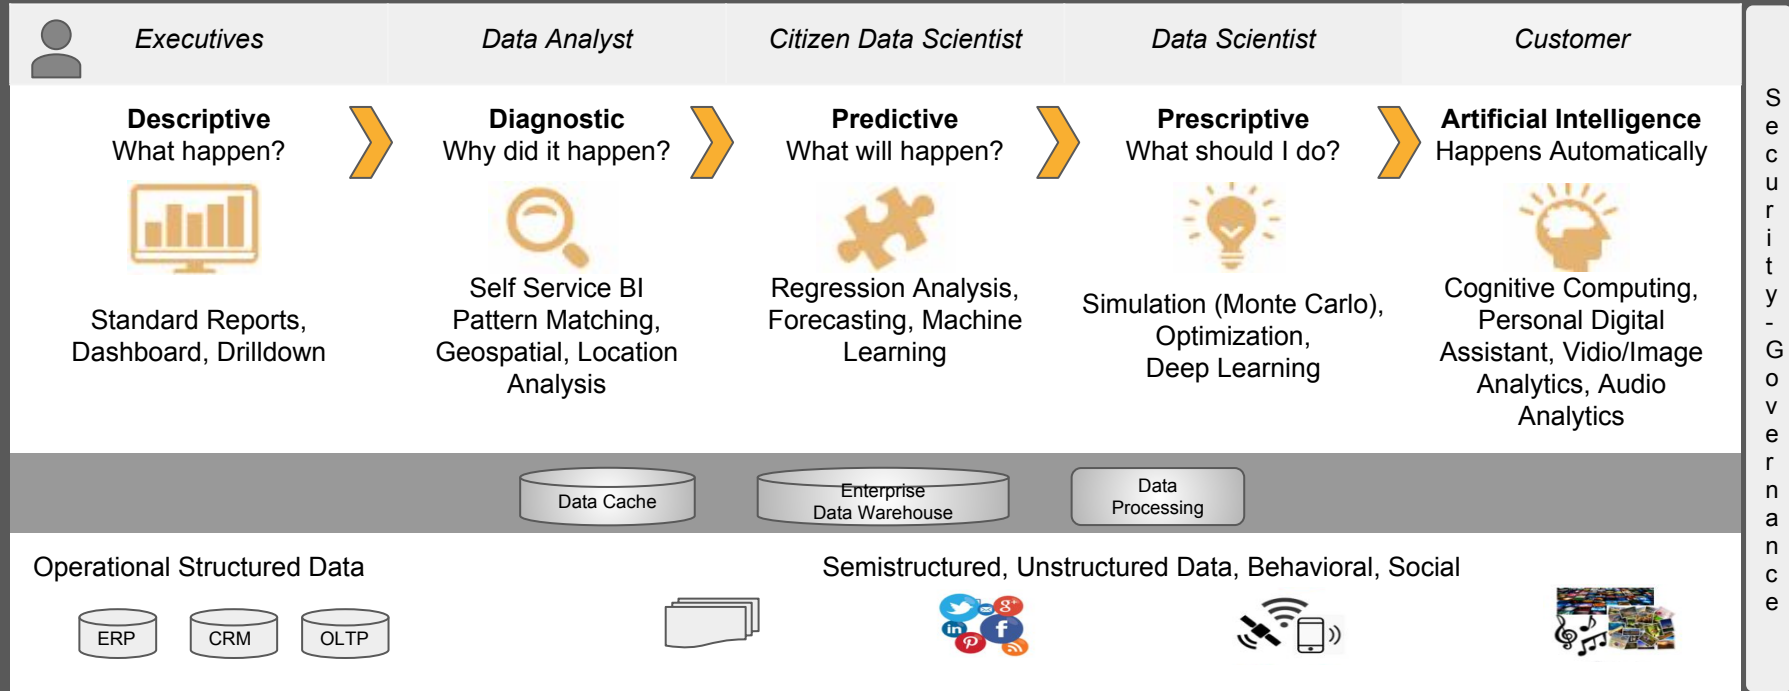 Executives
Data Analyst
Citizen Data Scientist
Data Scientist
Customer
Descriptive
What happen?
Diagnostic
Why did it happen?
Predictive
What will happen?
Prescriptive
What should I do?
Artificial Intelligence
Happens Automatically
Standard Reports,
Dashboard, Drilldown
Self Service BI
Pattern Matching,
Geospatial, Location
Analysis
Regression Analysis,
Forecasting, Machine
Learning
Simulation (Monte Carlo),
Optimization,
Deep Learning
Cognitive Computing,
Personal Digital
Assistant, Vidio/Image
Analytics, Audio
Analytics
Data Cache
Enterprise
Data Warehouse
Data
Processing
Operational Structured Data
Semistructured, Unstructured Data, Behavioral, Social
ERP
CRM
OLTP
g+
in
f
Security-Governance